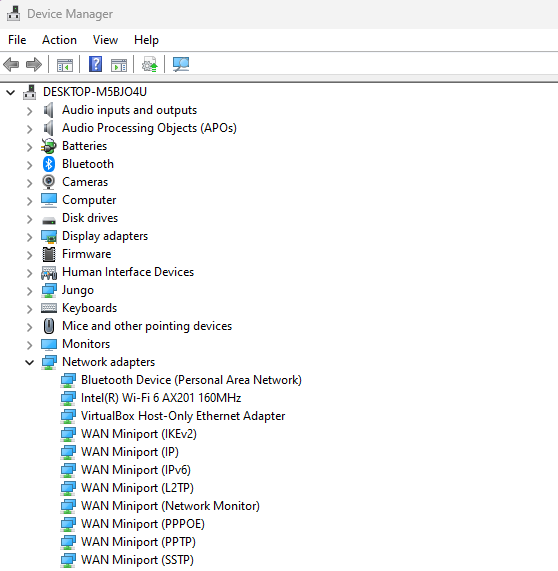 Device Manager
File Action View Help
DESKTOP-M5BJO4U
Audio inputs and outputs
Audio Processing Objects (APOs)
Batteries
Bluetooth
Cameras
Computer
Disk drives
Display adapters
Firmware
Human Interface Devices
Jungo
Keyboards
Mice and other pointing devices
Monitors
Network adapters
Bluetooth Device (Personal Area Network)
Intel(R) Wi-Fi 6 AX201 160MHz
VirtualBox Host-Only Ethernet Adapter
WAN Miniport (IKEv2)
WAN Miniport (IP)
WAN Miniport (IPv6)
WAN Miniport (L2TP)
WAN Miniport (Network Monitor)
WAN Miniport (PPPOE)
WAN Miniport (PPTP)
WAN Miniport (SSTP)